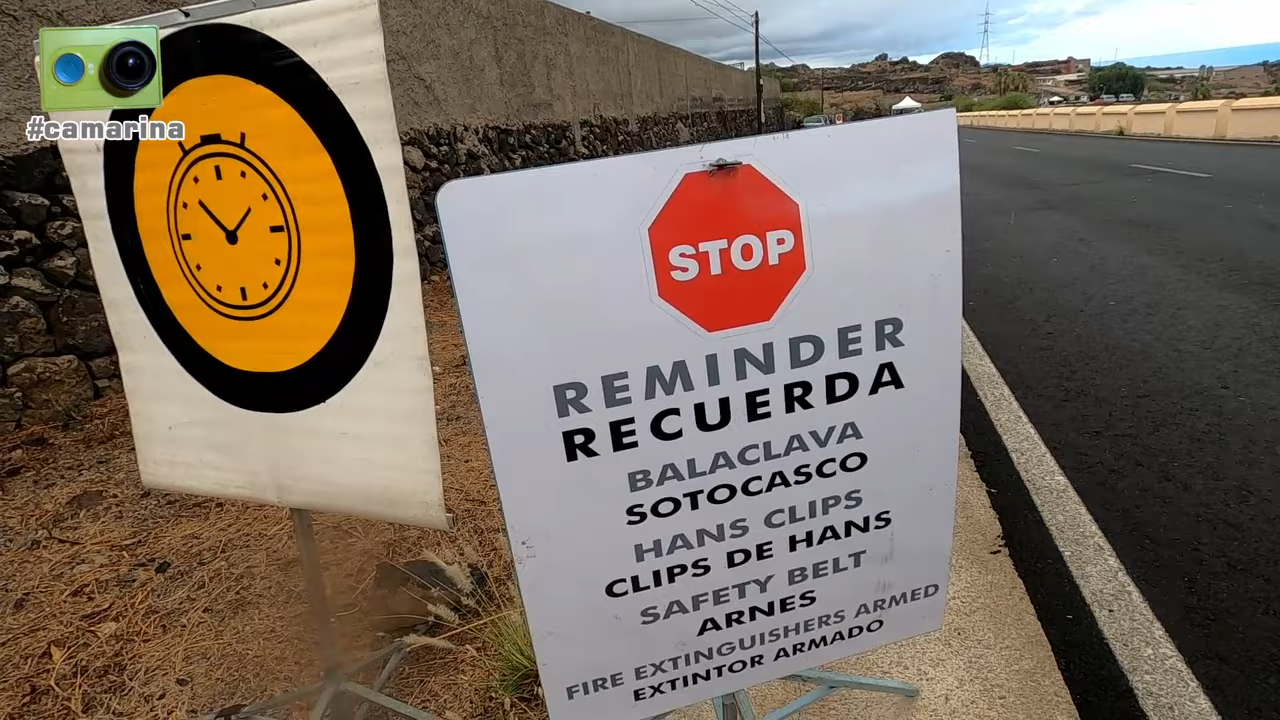 #camarina
STOP
REMINDER
RECUERDA
BALACLAVA
SOTOCASCO
HANS CLIPS
CLIPS DE HANS
SAFETY BELT
ARNES
FIRE EXTINGUISHERS ARMED
EXTINTOR ARMADO